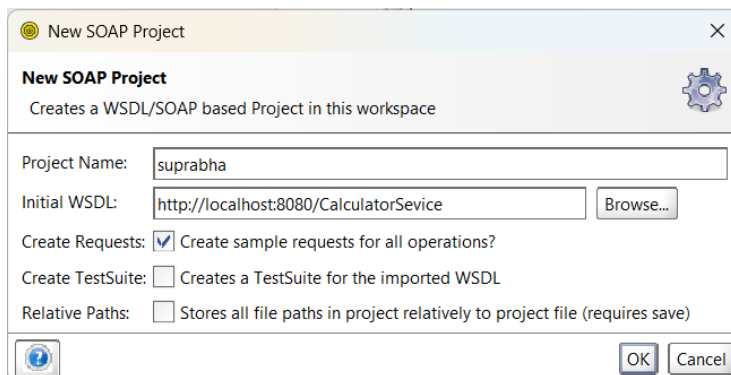 New SOAP Project
New SOAP Project
Creates a WSDL/SOAP based Project in this workspace
Project Name: suprabha
Initial WSDL: http://localhost:8080/CalculatorSevice Browse...
Create Requests: Create sample requests for all operations?
Create TestSuite: Creates a TestSuite for the imported WSDL
Relative Paths: Stores all file paths in project relatively to project file (requires save)
? OK Cancel